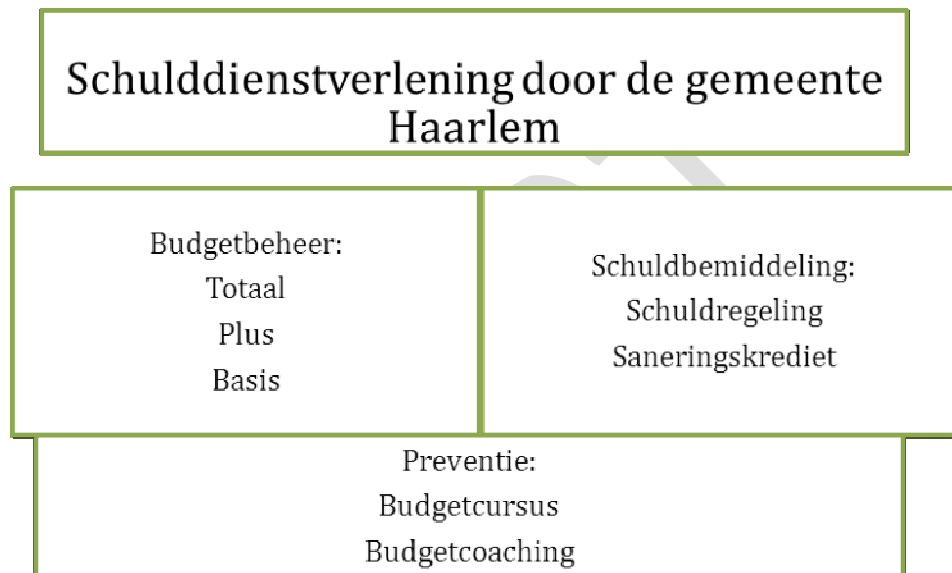 Schulddienstverlening door de gemeente
Haarlem
Budgetbeheer:
Totaal
Plus
Basis
Schuldbemiddeling:
Schuldregeling
Saneringskrediet
Preventie:
Budgetcursus
Budgetcoaching